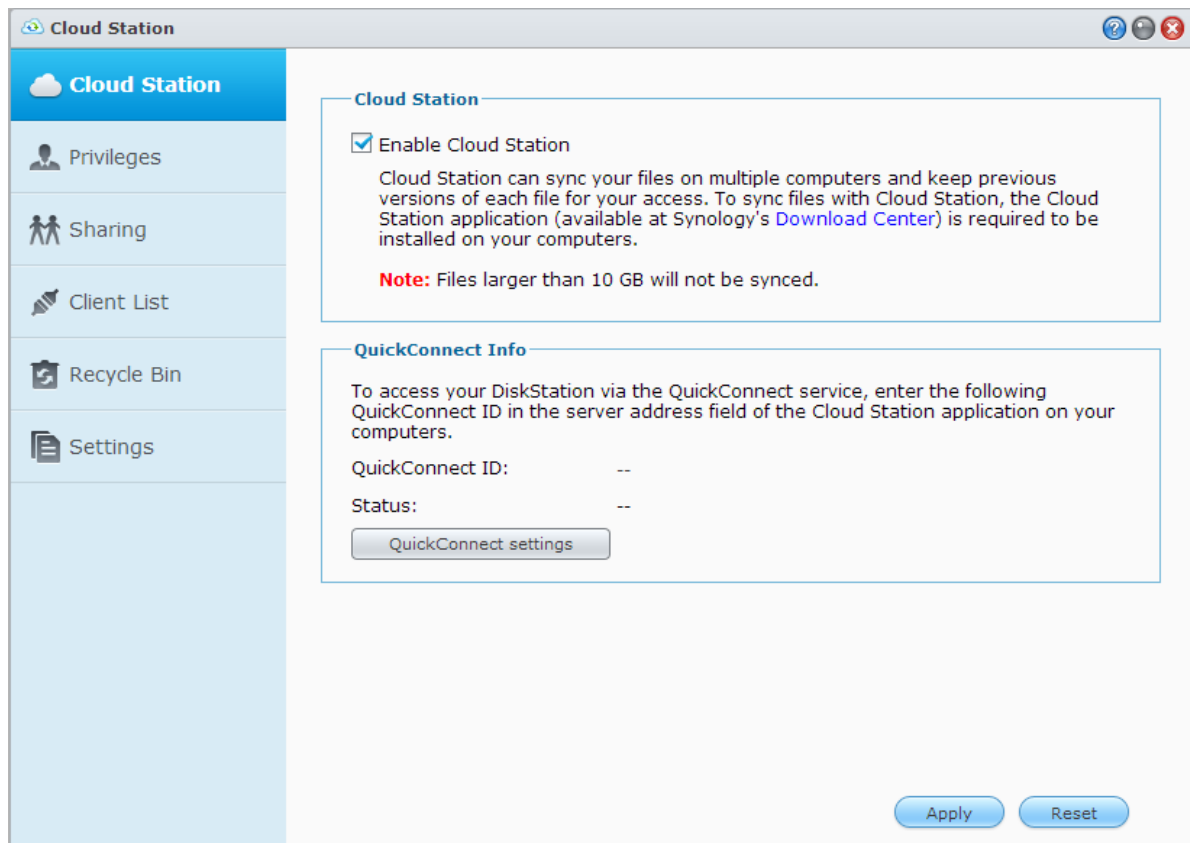 Cloud Station
Cloud Station
Privileges
Sharing
Client List
Recycle Bin
Settings
Cloud Station
Enable Cloud Station
Cloud Station can sync your files on multiple computers and keep previous
versions of each file for your access. To sync files with Cloud Station, the Cloud
Station application (available at Synology's Download Center) is required to be
installed on your computers.
Note: Files larger than 10 GB will not be synced.
QuickConnect Info
To access your DiskStation via the QuickConnect service, enter the following
QuickConnect ID in the server address field of the Cloud Station application on your
computers.
QuickConnect ID: --
Status: --
QuickConnect settings
Apply Reset